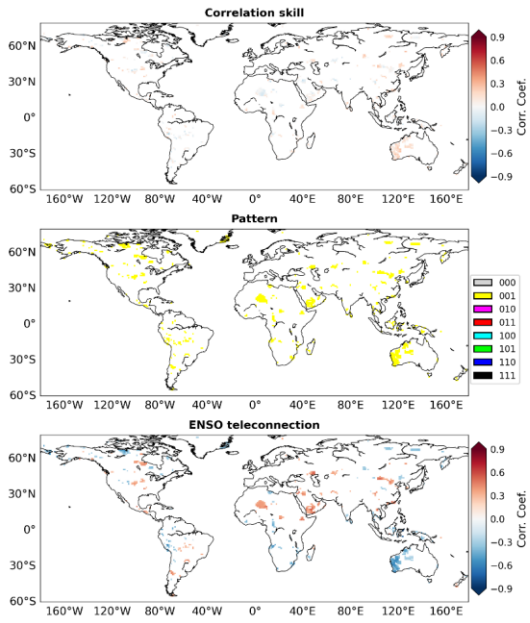 Correlation skill
60°N
30°N
0°
30°S
60°S
160°W 120°W 80°W 40°W 0° 40°E 80°E 120°E 160°E
0.9
0.6
0.3
0.0
−0.3
−0.6
−0.9
Corr. Coef.
Pattern
60°N
30°N
0°
30°S
60°S
160°W 120°W 80°W 40°W 0° 40°E 80°E 120°E 160°E
000
001
010
011
100
101
110
111
ENSO teleconnection
60°N
30°N
0°
30°S
60°S
160°W 120°W 80°W 40°W 0° 40°E 80°E 120°E 160°E
0.9
0.6
0.3
0.0
−0.3
−0.6
−0.9
Corr. Coef.